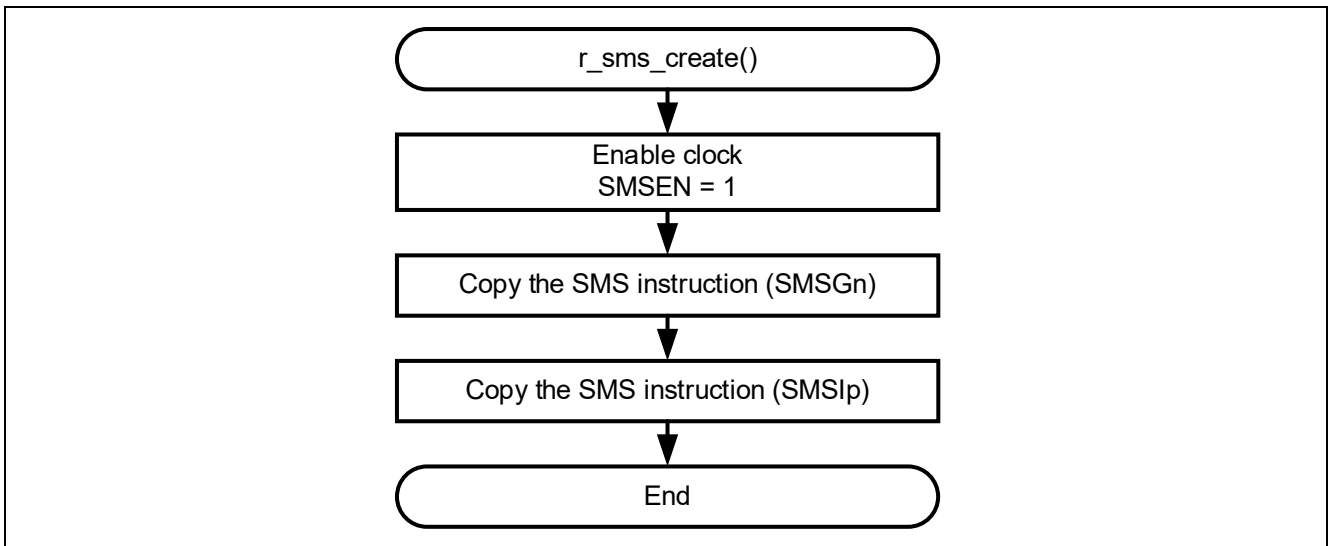 r_sms_create()
Enable clock
SMSEN = 1
Copy the SMS instruction (SMSGn)
Copy the SMS instruction (SMSIp)
End